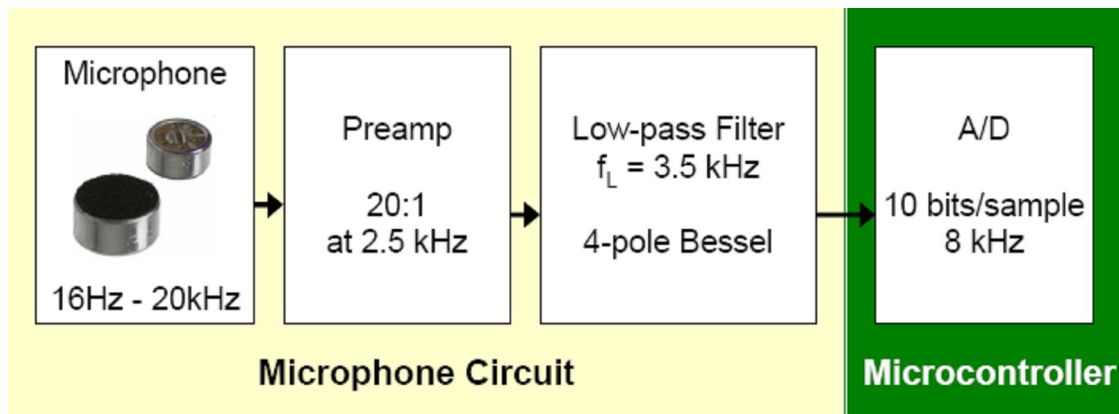 Microphone
16Hz - 20kHz
Preamp
20:1
at 2.5 kHz
Low-pass Filter
f_L = 3.5 kHz
4-pole Bessel
A/D
10 bits/sample
8 kHz
Microphone Circuit
Microcontroller